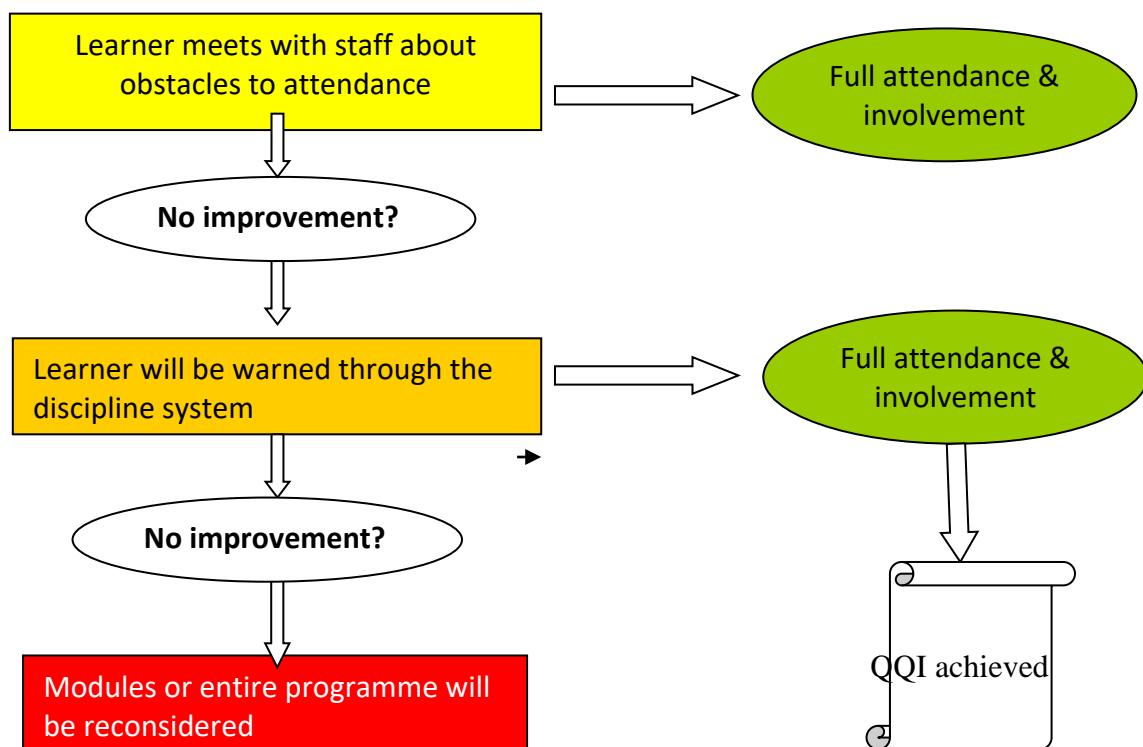 Learner meets with staff about
obstacles to attendance
Full attendance &
involvement
No improvement?
Learner will be warned through the
discipline system
Full attendance &
involvement
No improvement?
QQI achieved
Modules or entire programme will
be reconsidered